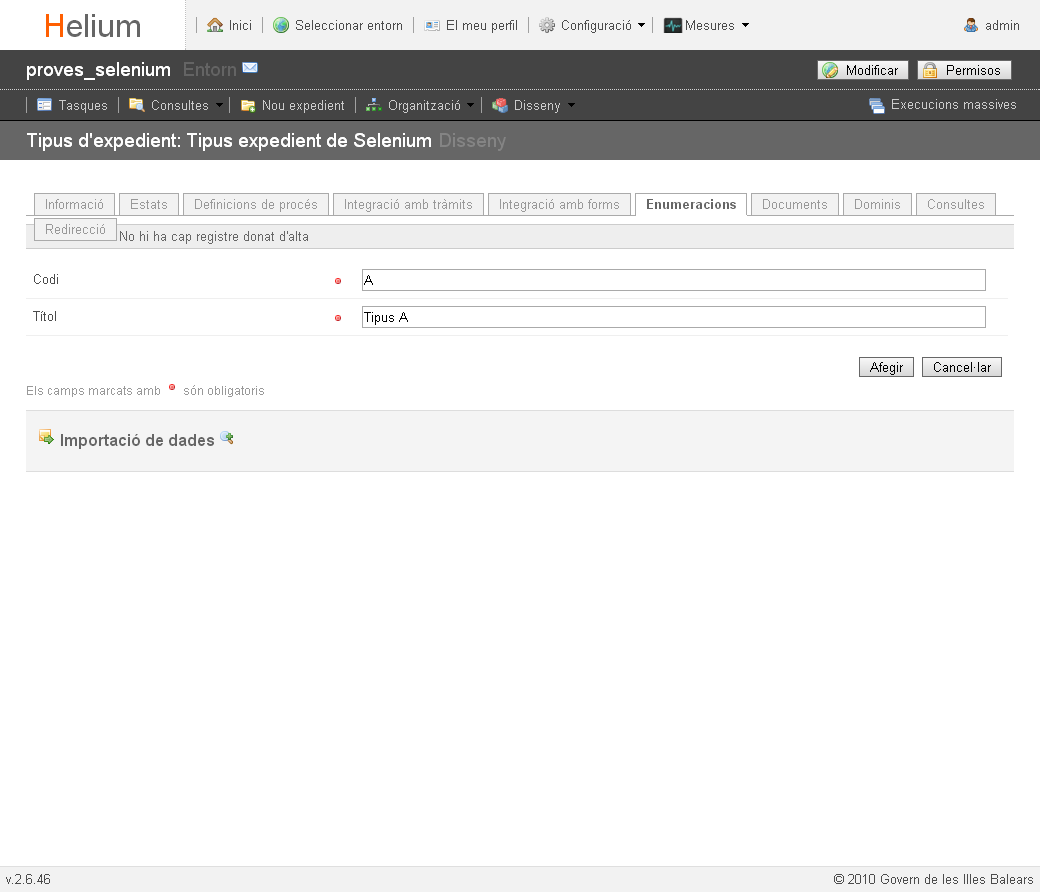 Helium Inici Seleccionar entorn El meu perfil Configuració Mesures admin
proves_selenium Entorn Modificar Permisos
Tasques Consultes Nou expedient Organització Disseny Execucions massives
Tipus d'expedient: Tipus expedient de Selenium Disseny
Informació Estats Definicions de procés Integració amb tràmits Integració amb forms Enumeracions Documents Dominis Consultes
Redirecció No hi ha cap registre donat d'alta
Codi A
Títol Tipus A
Afegir Cancel·lar
Els camps marcats amb són obligatoris
Importació de dades
v.2.6.46 © 2010 Govern de les Illes Balears